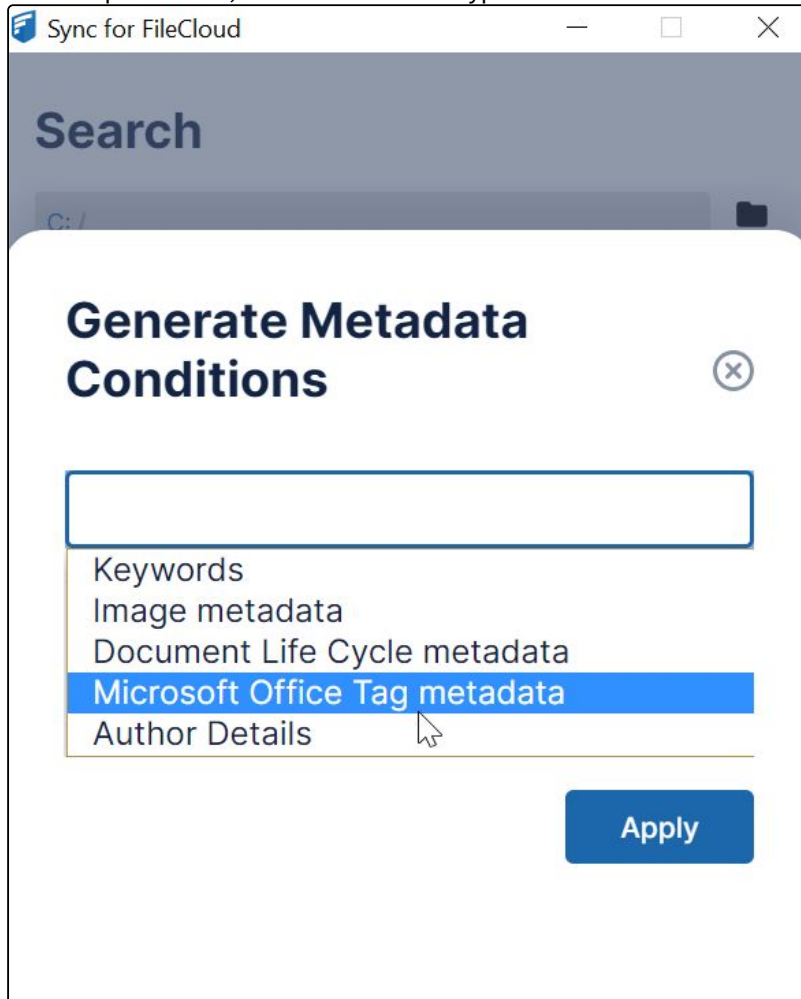 Sync for FileCloud
Search
C: /
Generate Metadata
Conditions
Keywords
Image metadata
Document Life Cycle metadata
Microsoft Office Tag metadata
Author Details
Apply